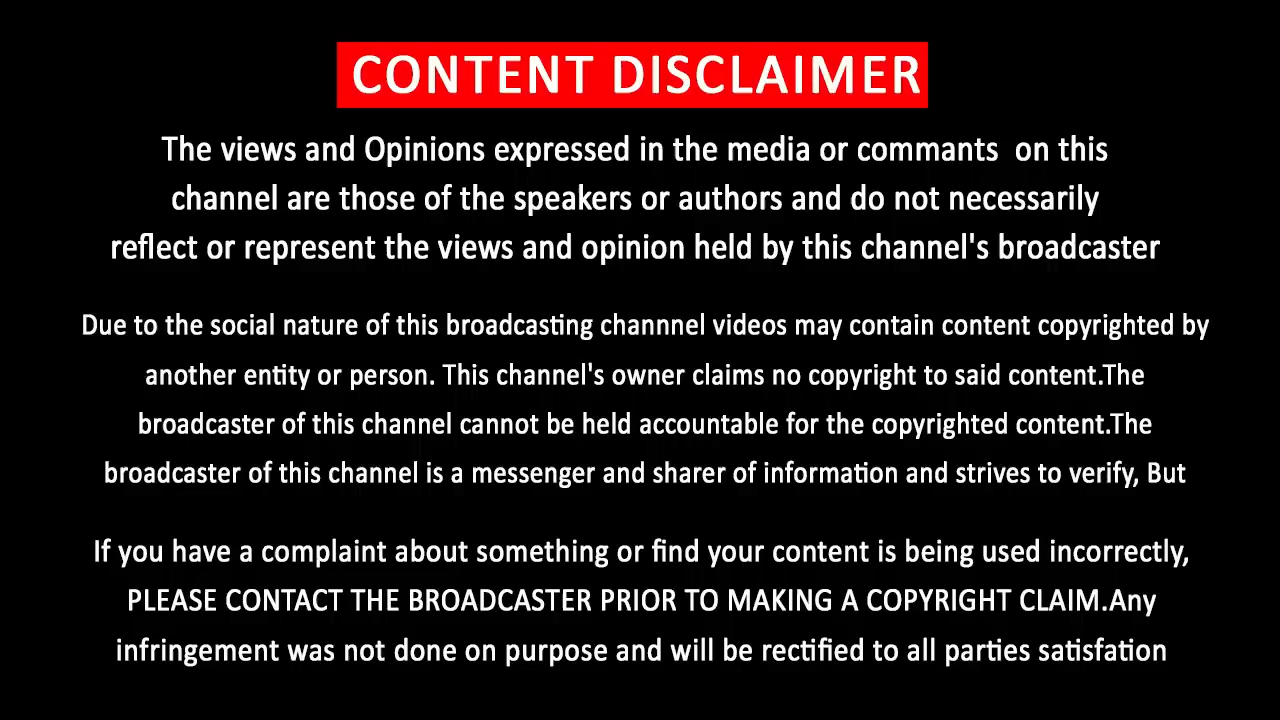 CONTENT DISCLAIMER
The views and Opinions expressed in the media or commants on this
channel are those of the speakers or authors and do not necessarily
reflect or represent the views and opinion held by this channel's broadcaster
Due to the social nature of this broadcasting channnel videos may contain content copyrighted by
another entity or person. This channel's owner claims no copyright to said content.The
broadcaster of this channel cannot be held accountable for the copyrighted content.The
broadcaster of this channel is a messenger and sharer of information and strives to verify, But
If you have a complaint about something or find your content is being used incorrectly,
PLEASE CONTACT THE BROADCASTER PRIOR TO MAKING A COPYRIGHT CLAIM.Any
infringement was not done on purpose and will be rectified to all parties satisfation